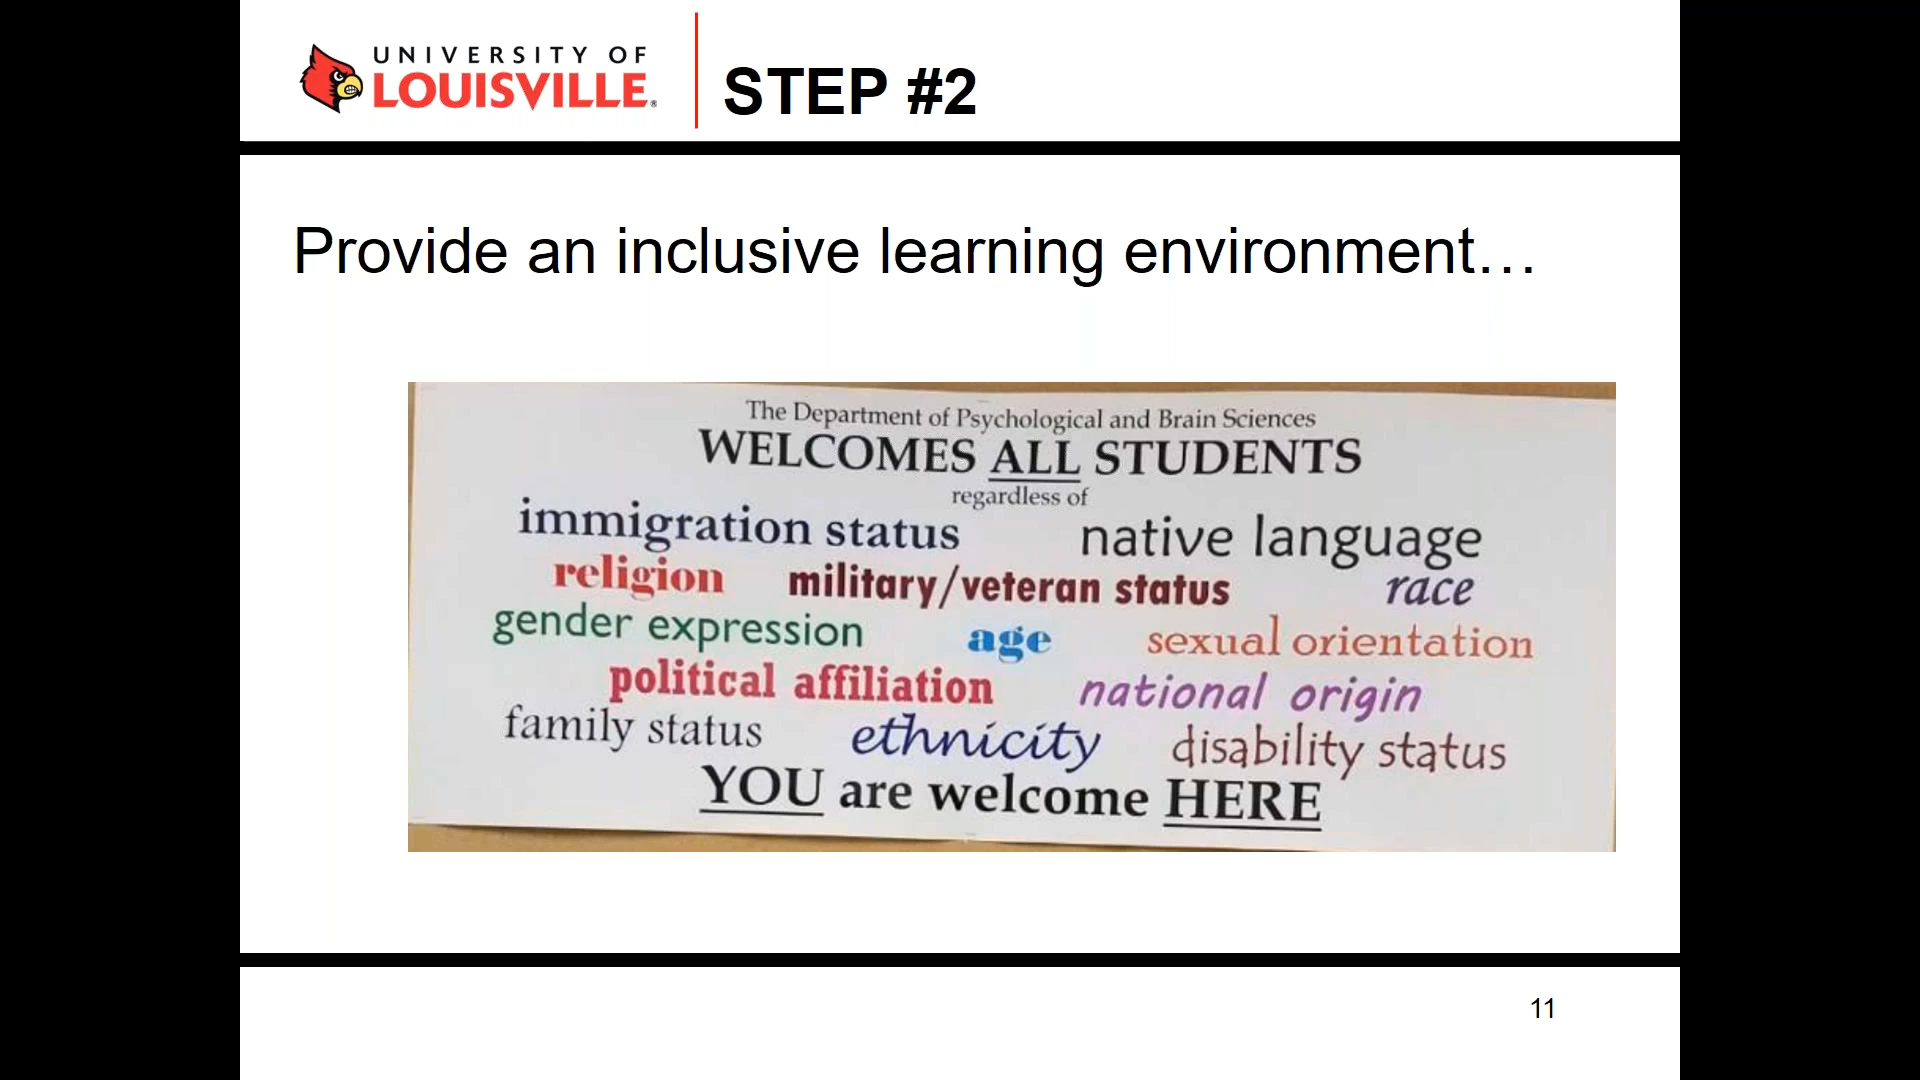 UNIVERSITY OF
LOUISVILLE®
STEP #2
Provide an inclusive learning environment…
The Department of Psychological and Brain Sciences
WELCOMES ALL STUDENTS
regardless of
immigration status native language
religion military/veteran status race
gender expression age sexual orientation
political affiliation national origin
family status ethnicity disability status
YOU are welcome HERE
11